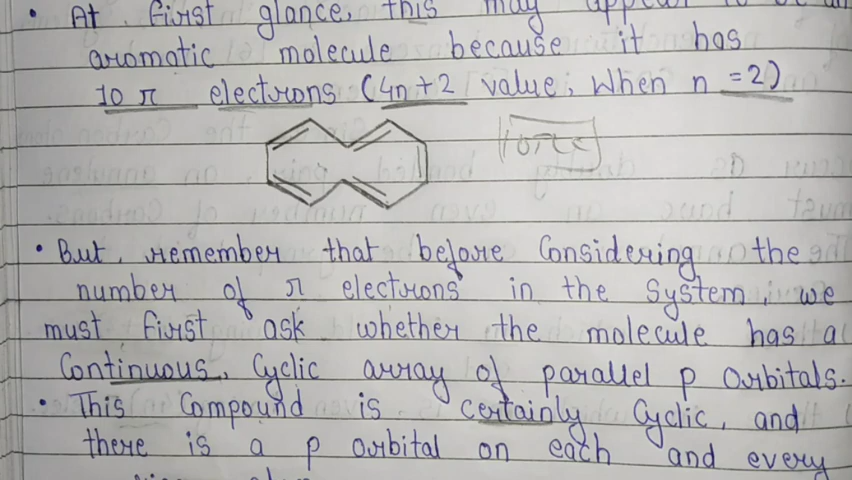 • At first glance, this may appear to be an
aromatic molecule because it has
10 π electrons (4n+2 value, When n =2)
10πe
• But, remember that before Considering the
number of π electrons in the System, we
must first ask whether the molecule has a
Continuous, Cyclic array of parallel p orbitals.
• This Compound is certainly Cyclic, and
there is a p orbital on each and every